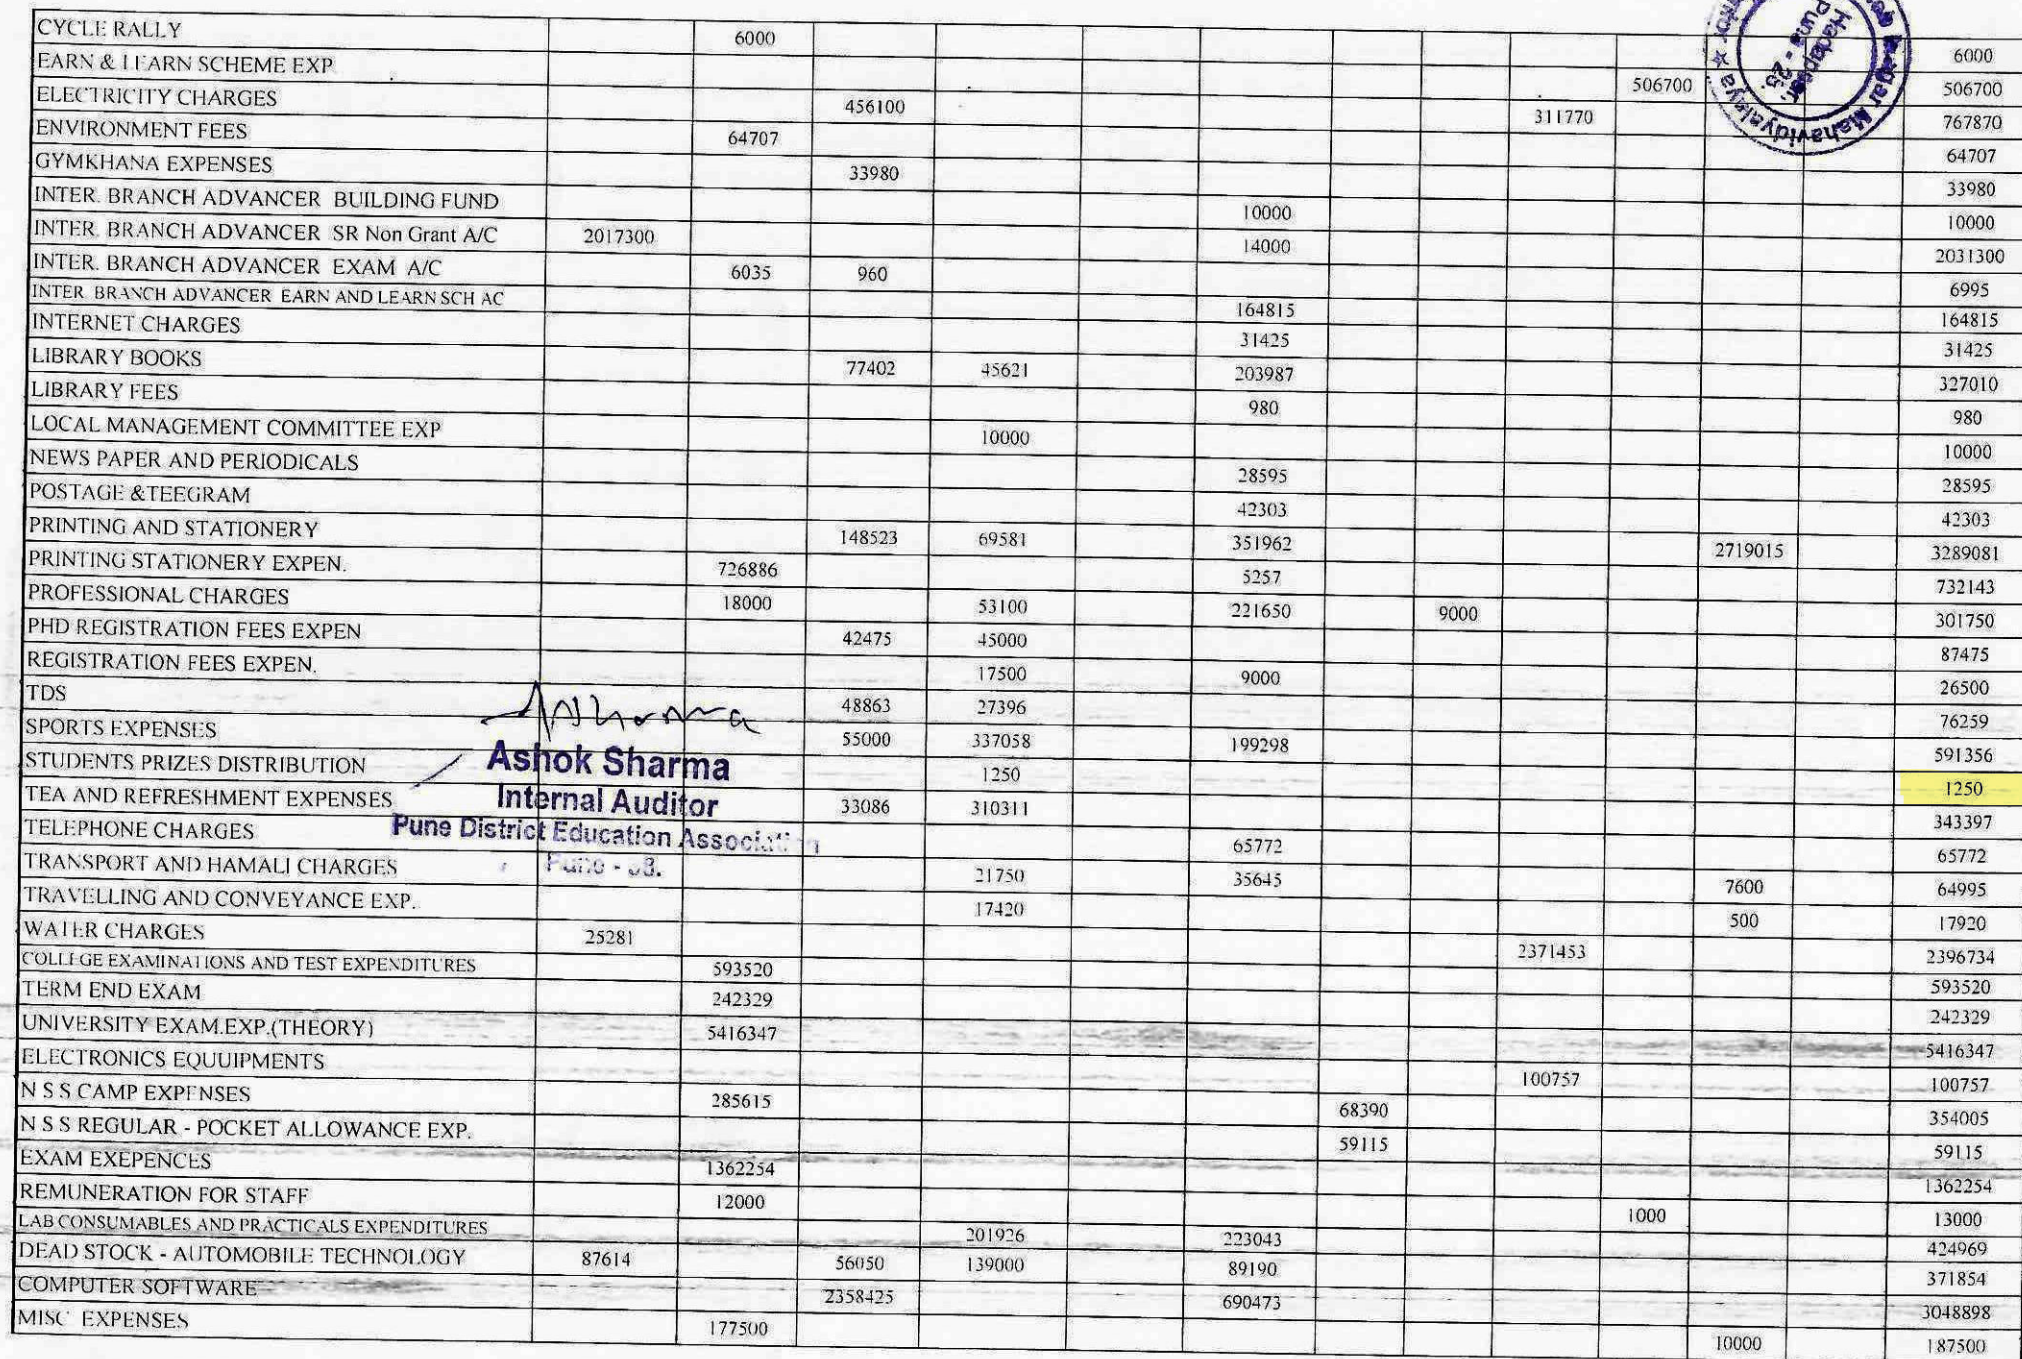 CYCLE RALLY 6000 6000
EARN & LEARN SCHEME EXP 506700 506700
ELECTRICITY CHARGES 456100 311770 767870
ENVIRONMENT FEES 64707 64707
GYMKHANA EXPENSES 33980 33980
INTER. BRANCH ADVANCER BUILDING FUND 10000 10000
INTER. BRANCH ADVANCER SR Non Grant A/C 2017300 14000 2031300
INTER. BRANCH ADVANCER EXAM A/C 6035 960 6995
INTER BRANCH ADVANCER EARN AND LEARN SCH AC 164815 164815
INTERNET CHARGES 31425 31425
LIBRARY BOOKS 77402 45621 203987 327010
LIBRARY FEES 980 980
LOCAL MANAGEMENT COMMITTEE EXP 10000 10000
NEWS PAPER AND PERIODICALS 28595 28595
POSTAGE &TEEGRAM 42303 42303
PRINTING AND STATIONERY 148523 69581 351962 2719015 3289081
PRINTING STATIONERY EXPEN. 726886 5257 732143
PROFESSIONAL CHARGES 18000 53100 221650 9000 301750
PHD REGISTRATION FEES EXPEN 42475 45000 87475
REGISTRATION FEES EXPEN. 17500 9000 26500
TDS 48863 27396 76259
SPORTS EXPENSES 55000 337058 199298 591356
STUDENTS PRIZES DISTRIBUTION 1250 1250
TEA AND REFRESHMENT EXPENSES 33086 310311 343397
TELEPHONE CHARGES 65772 65772
TRANSPORT AND HAMALI CHARGES 21750 35645 7600 64995
TRAVELLING AND CONVEYANCE EXP. 17420 500 17920
WATER CHARGES 25281 2371453 2396734
COLLEGE EXAMINATIONS AND TEST EXPENDITURES 593520 593520
TERM END EXAM 242329 242329
UNIVERSITY EXAM.EXP.(THEORY) 5416347 5416347
ELECTRONICS EQUUIPMENTS 100757 100757
N S S CAMP EXPENSES 285615 68390 354005
N S S REGULAR - POCKET ALLOWANCE EXP. 59115 59115
EXAM EXEPENCES 1362254 1362254
REMUNERATION FOR STAFF 12000 1000 13000
LAB CONSUMABLES AND PRACTICALS EXPENDITURES 201926 223043 424969
DEAD STOCK - AUTOMOBILE TECHNOLOGY 87614 56050 139000 89190 371854
COMPUTER SOFTWARE 2358425 690473 3048898
MISC EXPENSES 177500 10000 187500
Ashok Sharma
Internal Auditor
Pune District Education Association
Hadapsar,
Pune - 28.
Mahavidyalaya